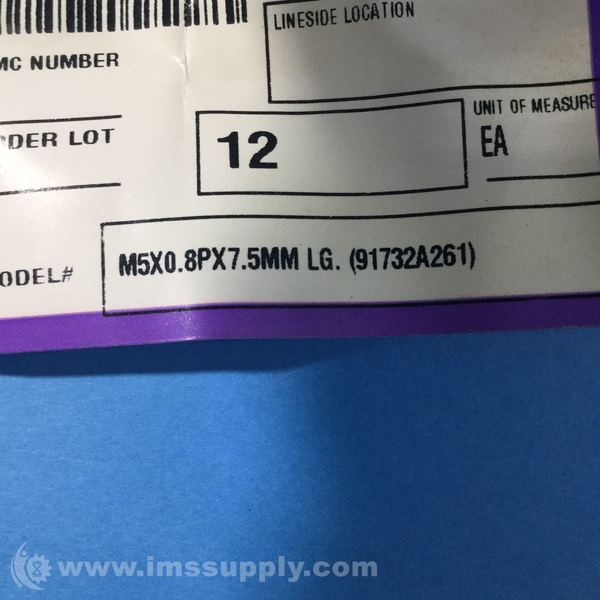 LINESIDE LOCATION
MC NUMBER
UNIT OF MEASURE
DER LOT
12
EA
ODEL#
M5X0.8PX7.5MM LG. (91732A261)
www.imssupply.com